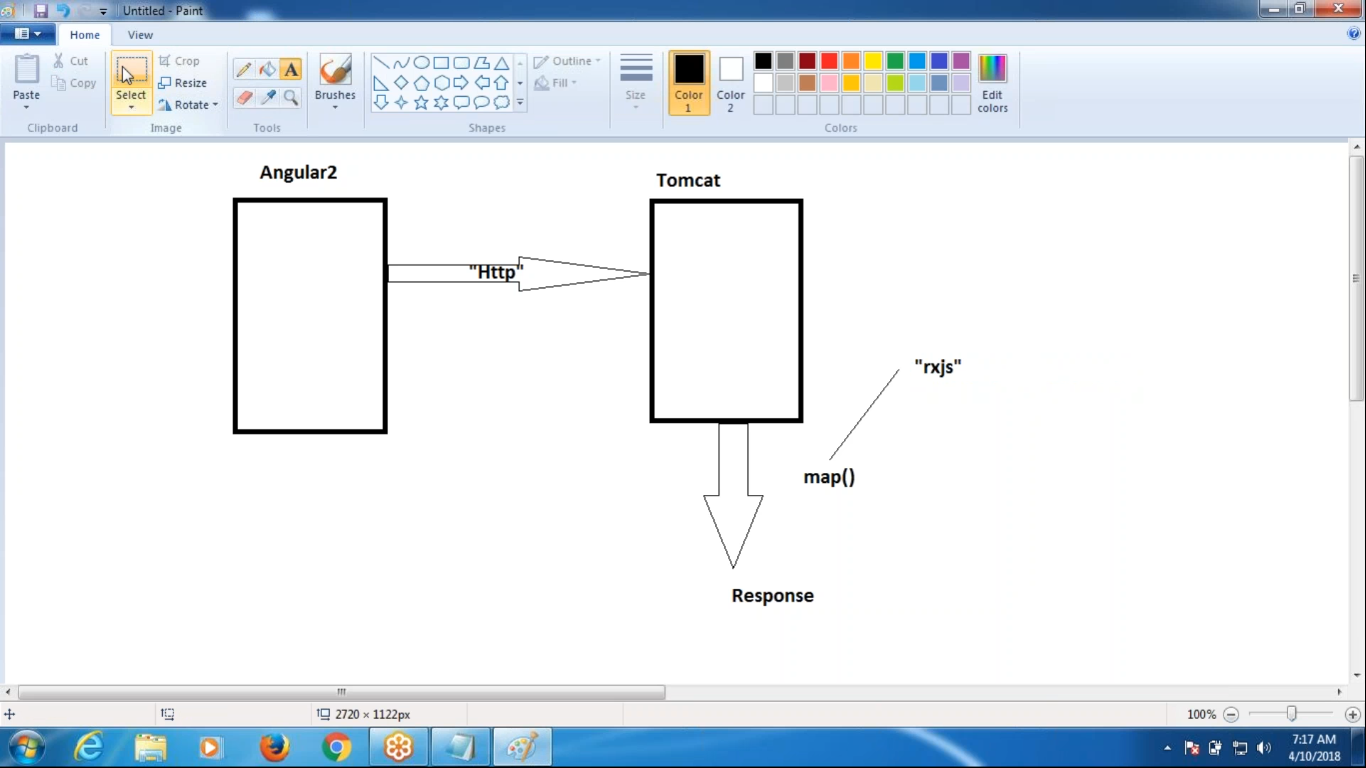 Untitled - Paint
Home View
Paste
Cut
Copy
Clipboard
Select
Crop
Resize
Rotate
Image
A
Tools
Brushes
Shapes
Outline
Fill
Size
Color 1
Color 2
Edit colors
Colors
Angular2
Tomcat
"Http"
"rxjs"
map()
Response
2720 × 1122px
100%
7:17 AM
4/10/2018